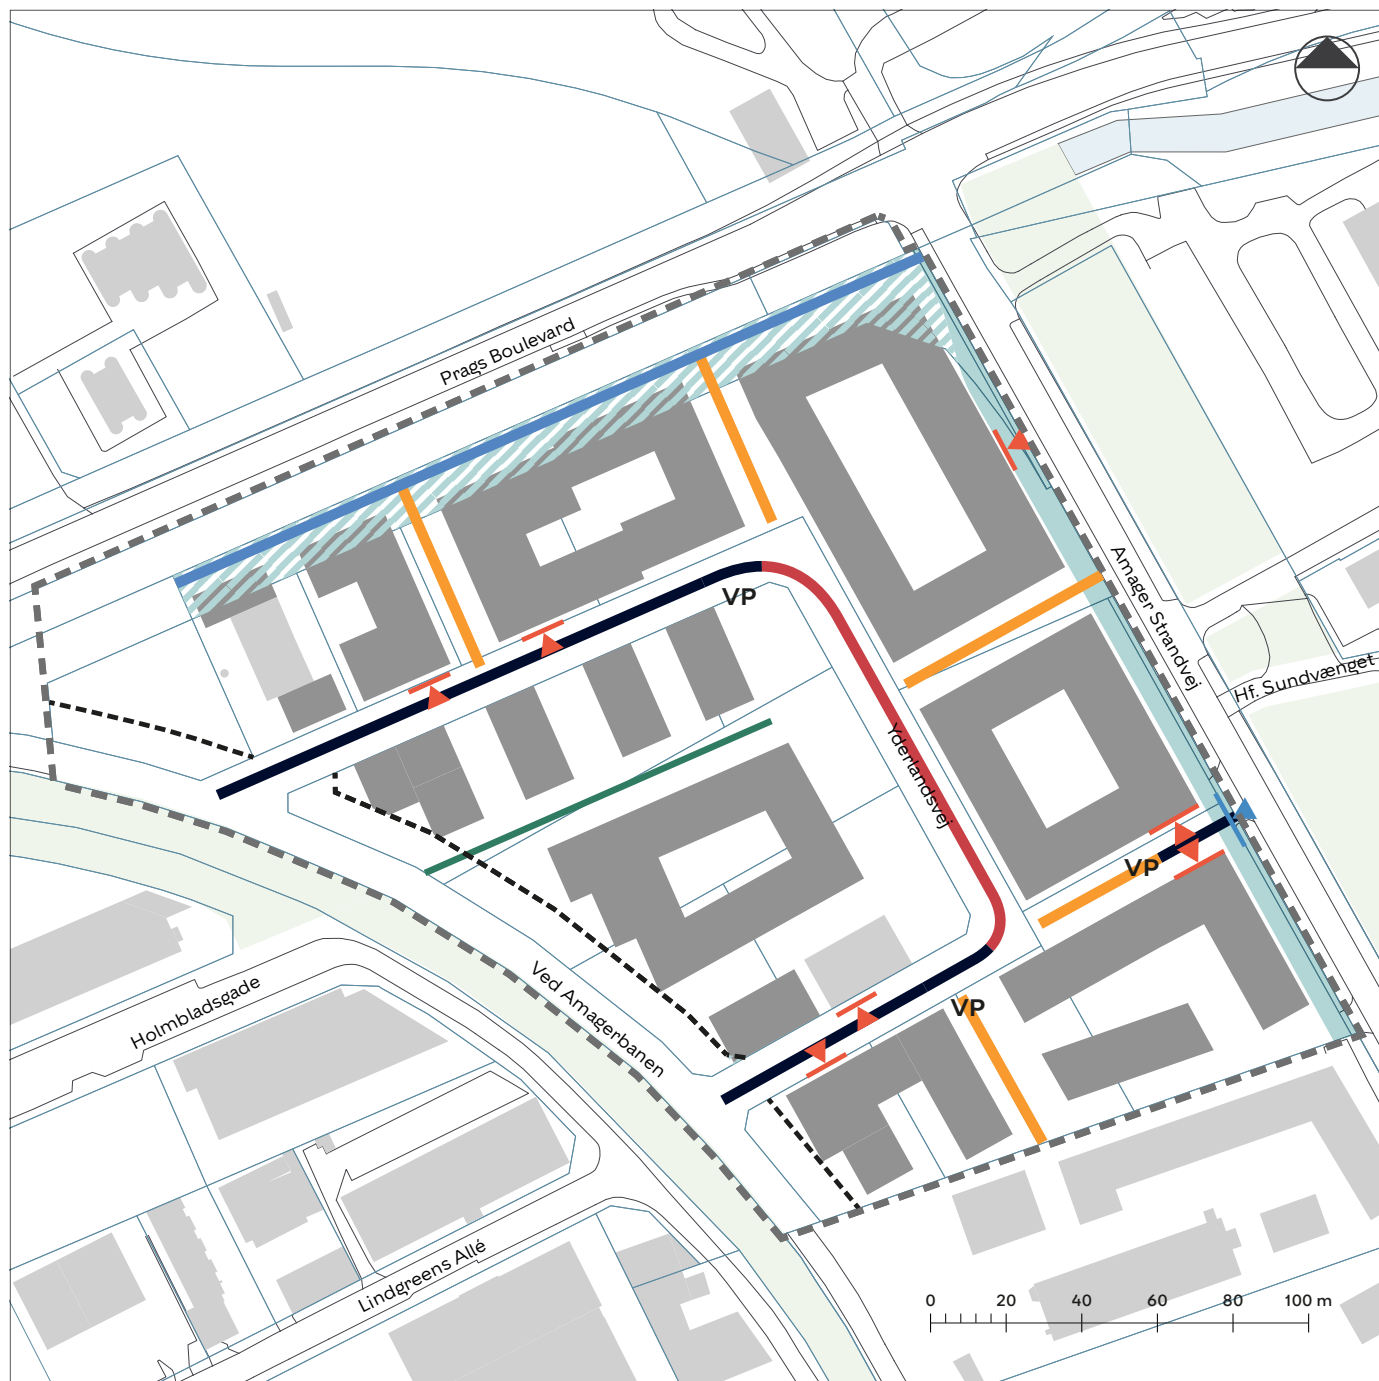 Prags Boulevard
Amager Strandvej
Hf. Sundvænget
VP
Yderlandsvej
VP
VP
Ved Amagerbanen
Holmbladsgade
Lindgreens Allé
0 20 40 60 80 100 m